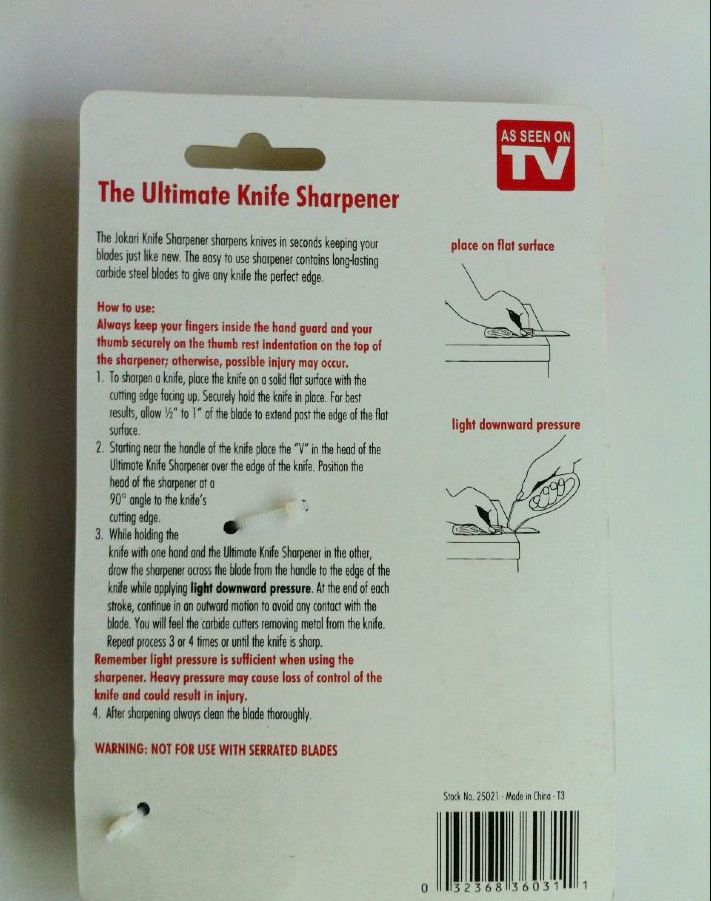 AS SEEN ON
TV
The Ultimate Knife Sharpener
The Jokari Knife Sharpener sharpens knives in seconds keeping your
blades just like new. The easy to use sharpener contains long-lasting
carbide steel blades to give any knife the perfect edge.
How to use:
Always keep your fingers inside the hand guard and your
thumb securely on the thumb rest indentation on the top of
the sharpener; otherwise, possible injury may occur.
1. To sharpen a knife, place the knife on a solid flat surface with the
cutting edge facing up. Securely hold the knife in place. For best
results, allow ½" to 1" of the blade to extend past the edge of the flat
surface.
2. Starting near the handle of the knife place the "V" in the head of the
Ultimate Knife Sharpener over the edge of the knife. Position the
head of the sharpener at a
90° angle to the knife's
cutting edge.
3. While holding the
knife with one hand and the Ultimate Knife Sharpener in the other,
draw the sharpener across the blade from the handle to the edge of the
knife while applying light downward pressure. At the end of each
stroke, continue in an outward motion to avoid any contact with the
blade. You will feel the carbide cutters removing metal from the knife.
Repeat process 3 or 4 times or until the knife is sharp.
Remember light pressure is sufficient when using the
sharpener. Heavy pressure may cause loss of control of the
knife and could result in injury.
4. After sharpening always clean the blade thoroughly.
WARNING: NOT FOR USE WITH SERRATED BLADES
place on flat surface
light downward pressure
Stock No. 25021 - Made in China - T3
0 32368 36031 1